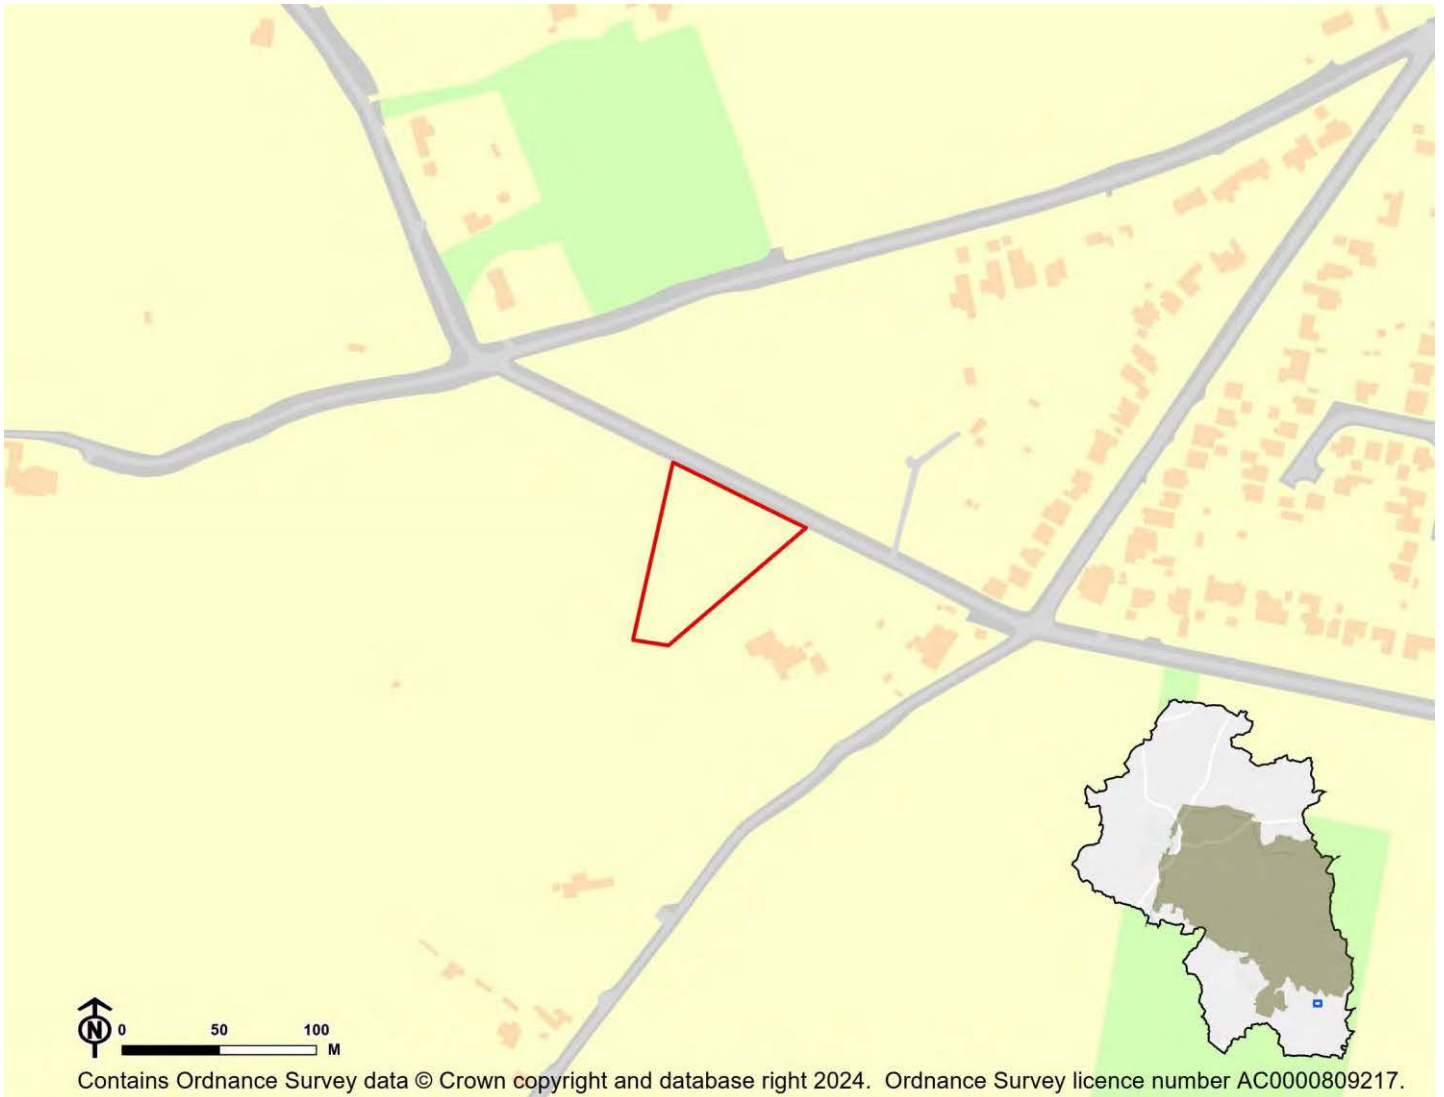 N
0 50 100
M
Contains Ordnance Survey data © Crown copyright and database right 2024. Ordnance Survey licence number AC0000809217.